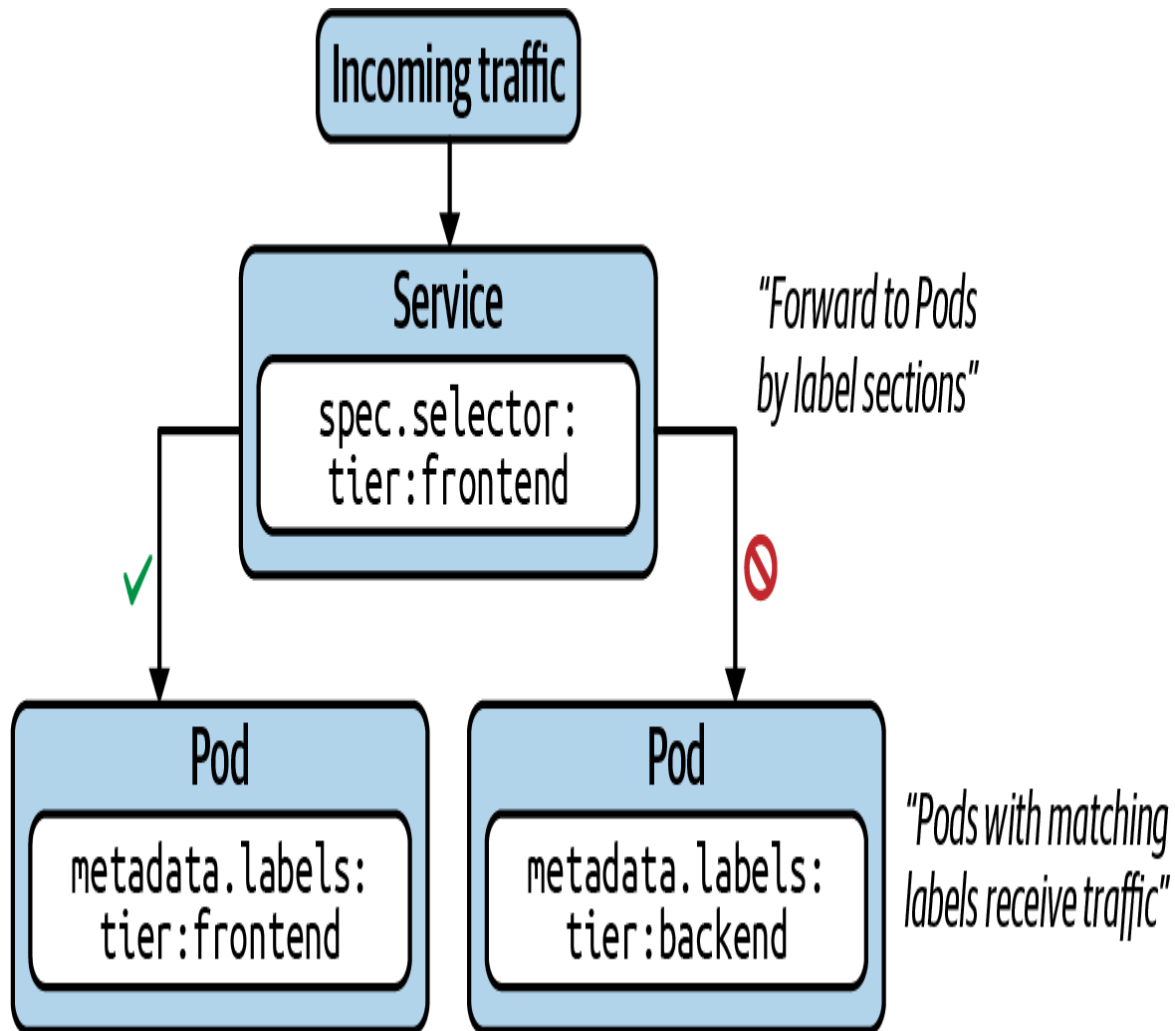 Incoming traffic
Service
spec.selector:
tier:frontend
“Forward to Pods
by label sections”
Pod
metadata.labels:
tier:frontend
Pod
metadata.labels:
tier:backend
“Pods with matching
labels receive traffic”